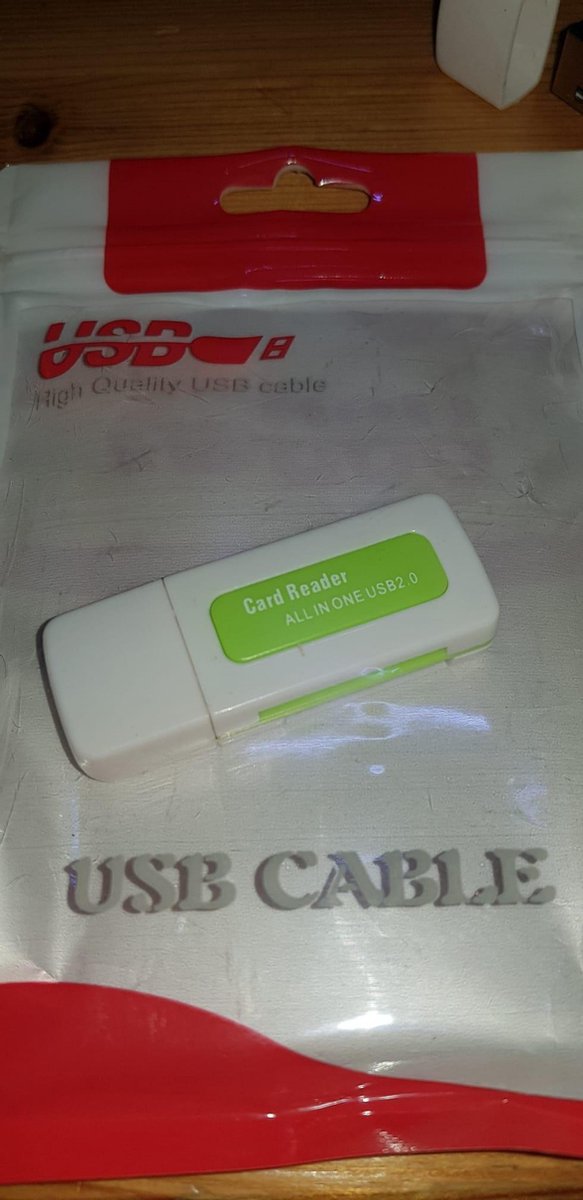 USB
High Quality USB cable
Card Reader
ALL IN ONE USB2.0
USB CABLE